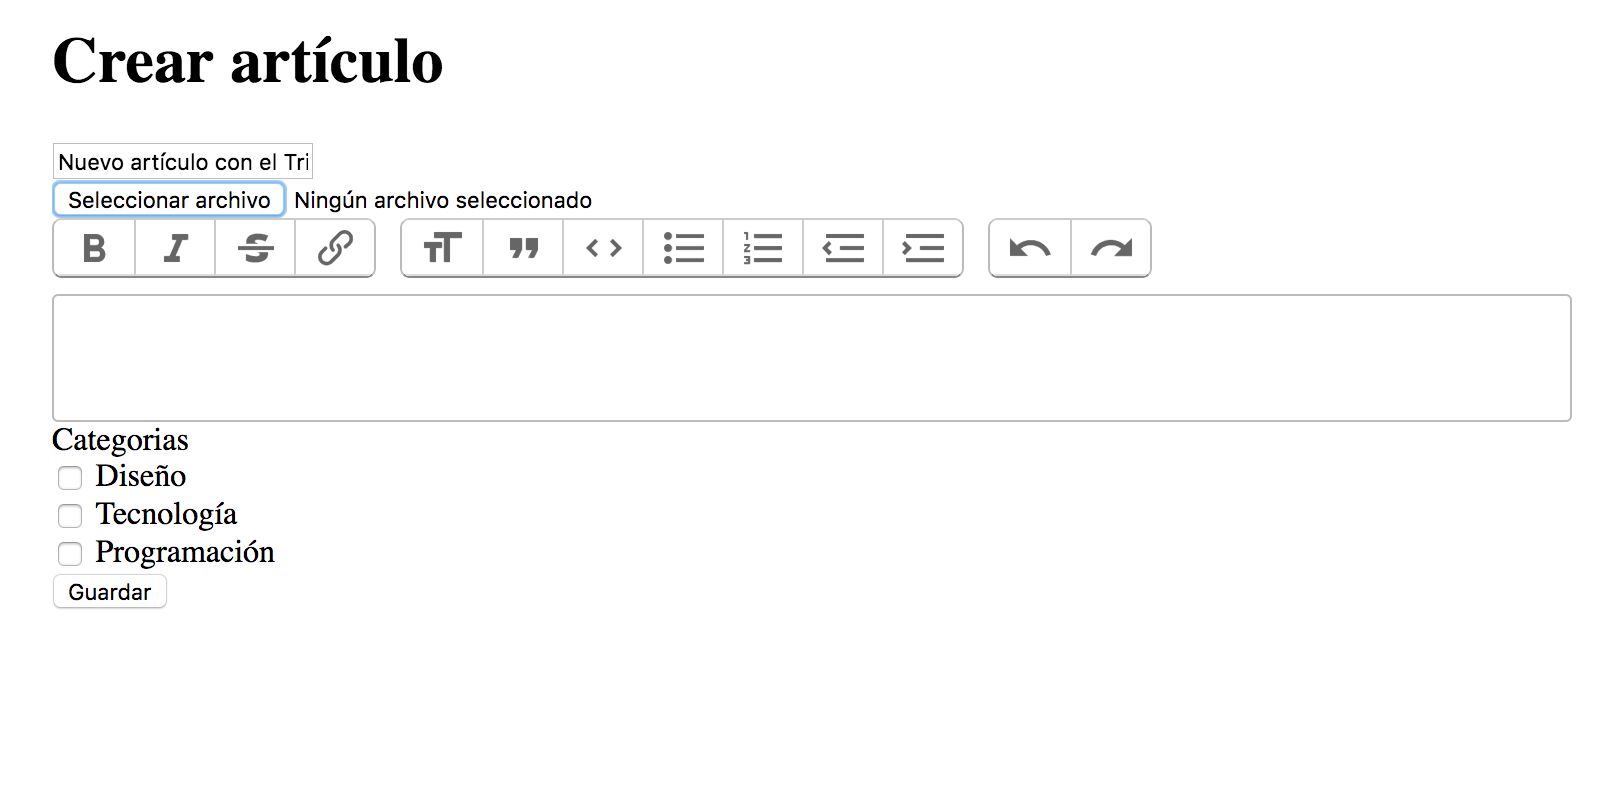 Crear artículo
Nuevo artículo con el Tri
Seleccionar archivo Ningún archivo seleccionado
Categorias
Diseño
Tecnología
Programación
Guardar